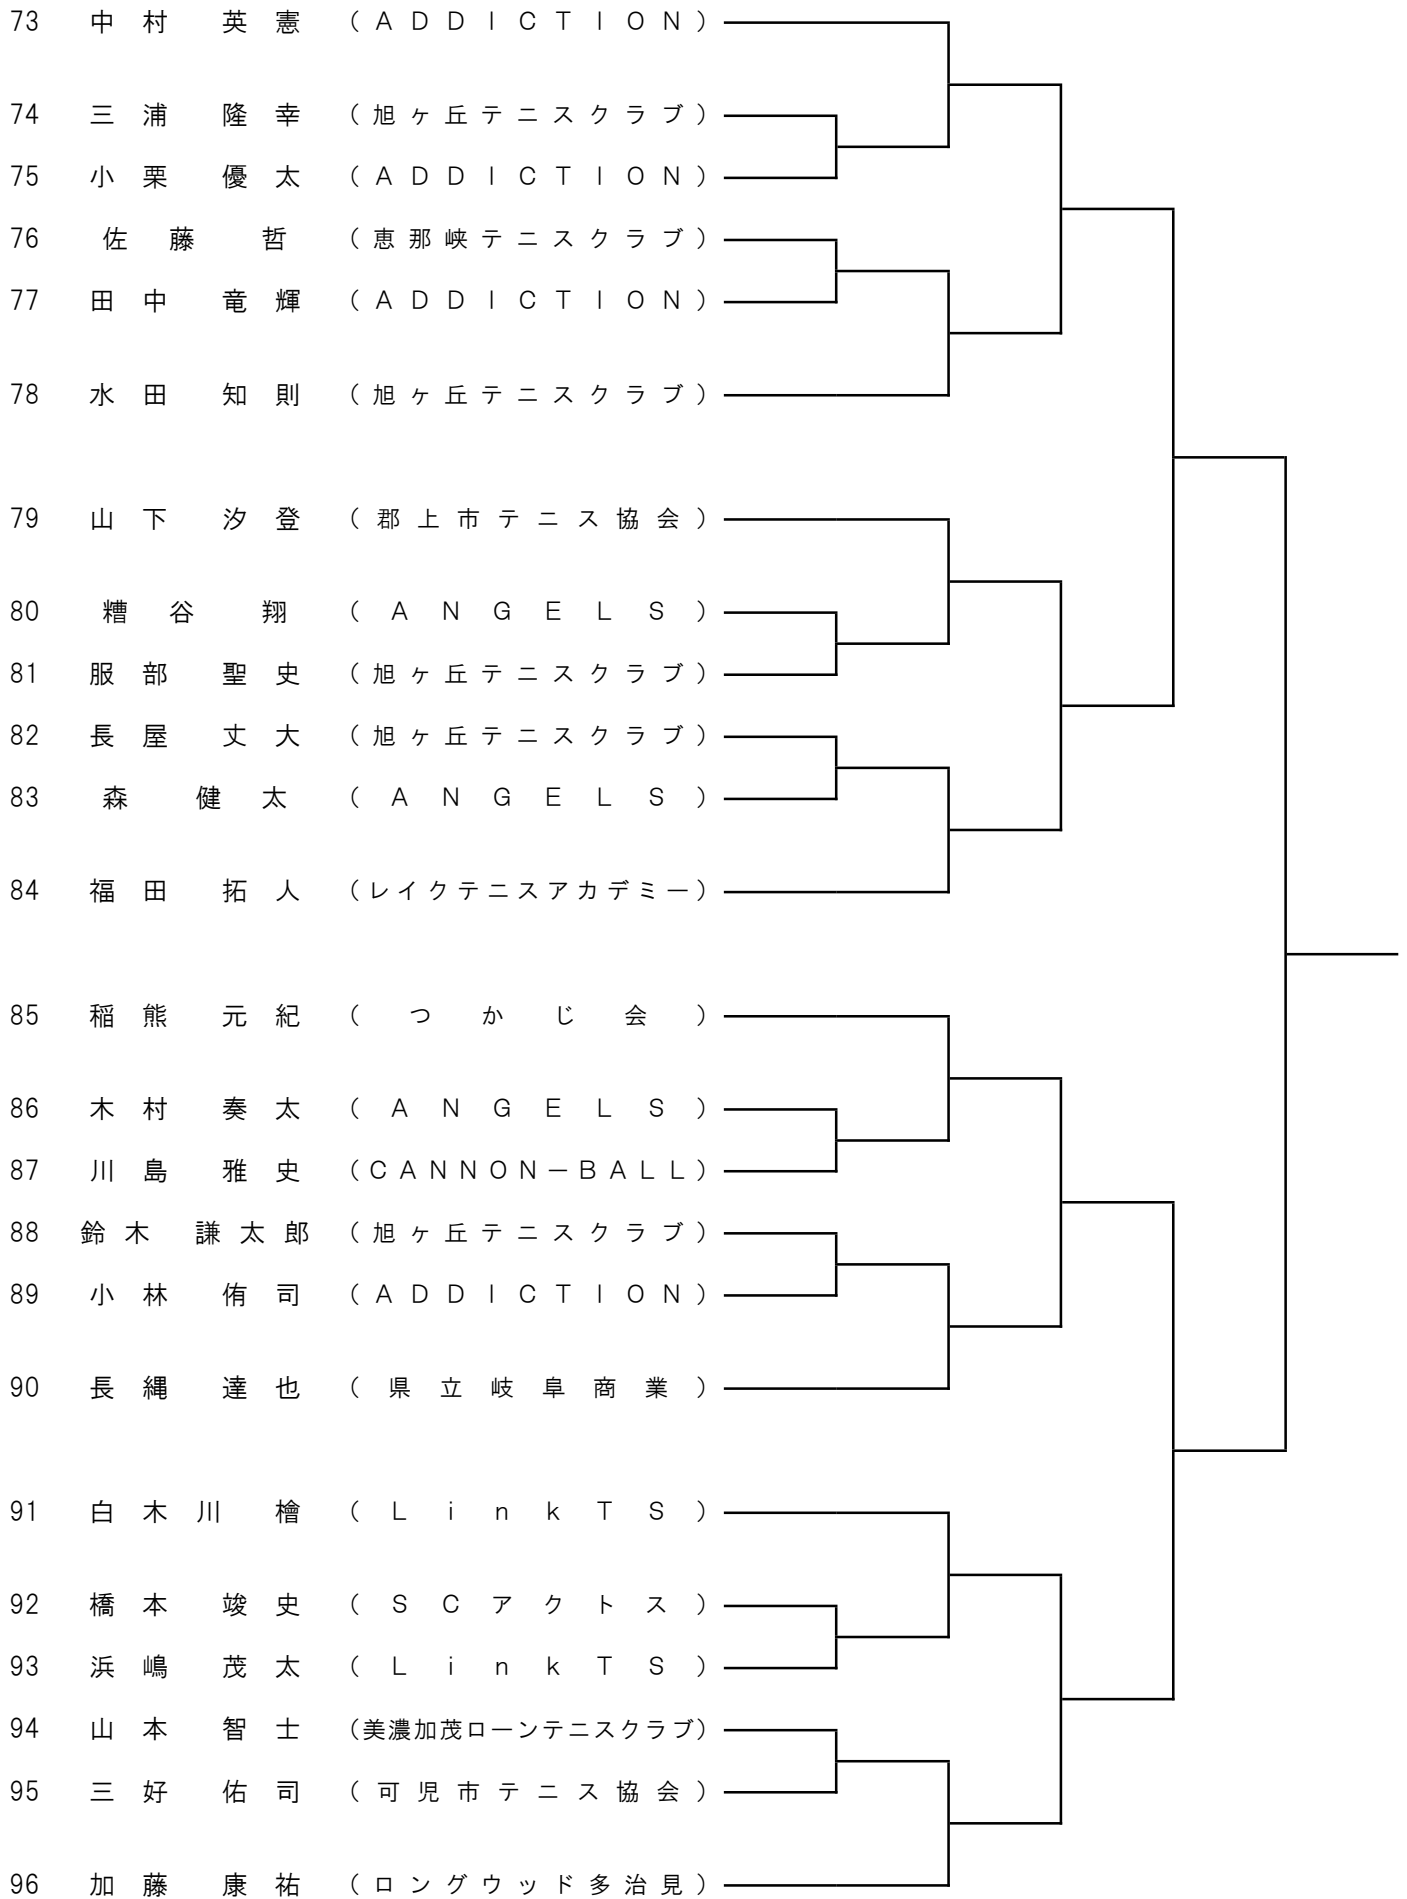 73 中村 英憲 (ADDICTION)
74 三浦 隆幸 (旭ヶ丘テニスクラブ)
75 小栗 優太 (ADDICTION)
76 佐藤 哲 (恵那峡テニスクラブ)
77 田中 竜輝 (ADDICTION)
78 水田 知則 (旭ヶ丘テニスクラブ)
79 山下 汐登 (郡上市テニス協会)
80 糟谷 翔 (ANGELS)
81 服部 聖史 (旭ヶ丘テニスクラブ)
82 長屋 丈大 (旭ヶ丘テニスクラブ)
83 森 健太 (ANGELS)
84 福田 拓人 (レイクテニスアカデミー)
85 稲熊 元紀 (つかじ会)
86 木村 奏太 (ANGELS)
87 川島 雅史 (CANNON－BALL)
88 鈴木 謙太郎 (旭ヶ丘テニスクラブ)
89 小林 侑司 (ADDICTION)
90 長縄 達也 (県立岐阜商業)
91 白木川 檜 (LinkTS)
92 橋本 竣史 (SCアクトス)
93 浜嶋 茂太 (LinkTS)
94 山本 智士 (美濃加茂ローンテニスクラブ)
95 三好 佑司 (可児市テニス協会)
96 加藤 康祐 (ロングウッド多治見)